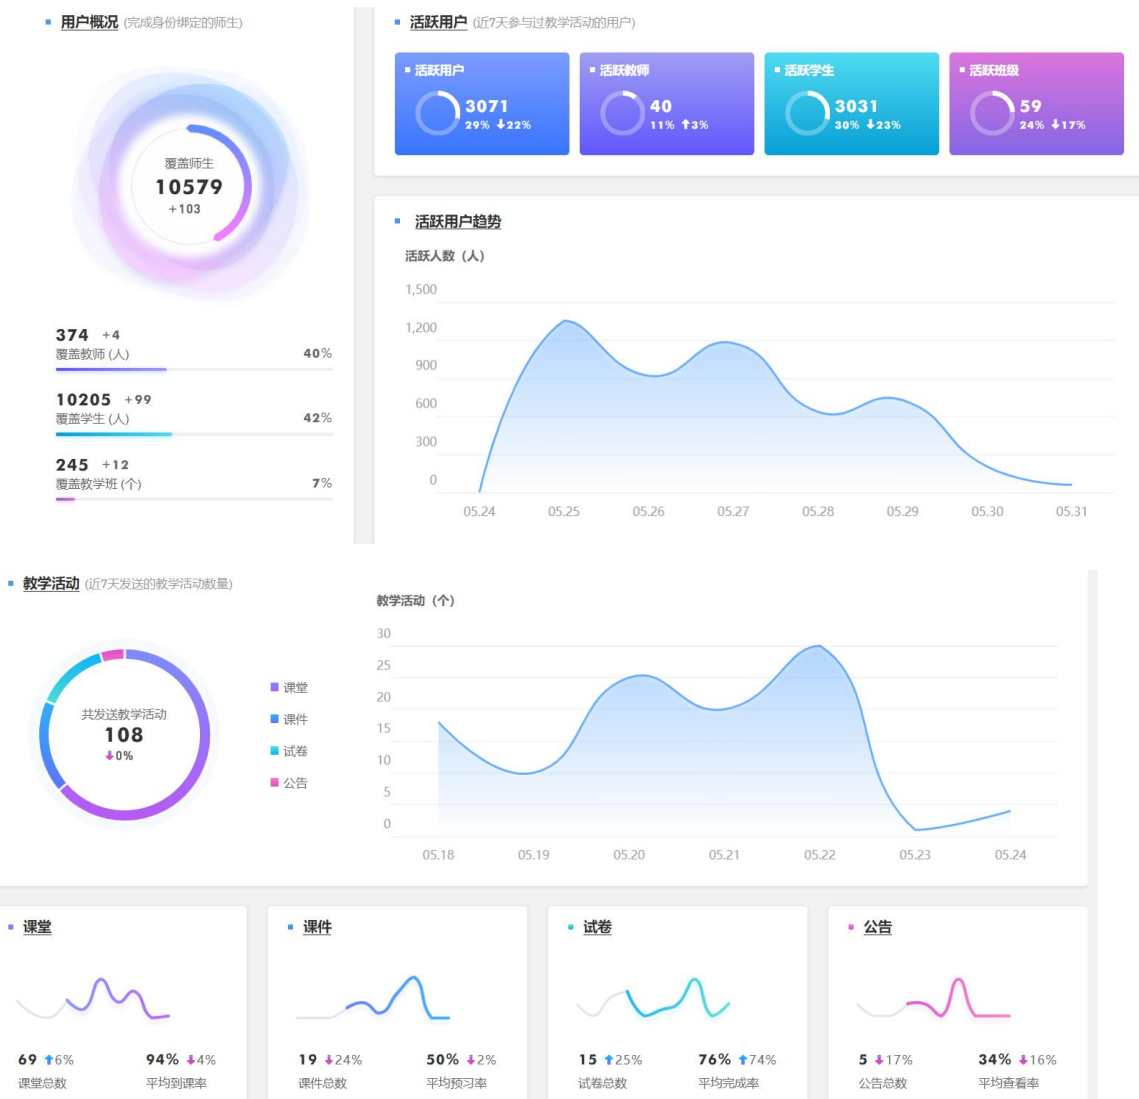 用户概况 (完成身份绑定的师生)
覆盖师生
10579
+103
374 +4
覆盖教师 (人) 40%
10205 +99
覆盖学生 (人) 42%
245 +12
覆盖教学班 (个) 7%
活跃用户 (近7天参与过教学活动的用户)
活跃用户
3071
29% ↓22%
活跃教师
40
11% ↑3%
活跃学生
3031
30% ↓23%
活跃班级
59
24% ↓17%
活跃用户趋势
活跃人数（人）
1,500
1,200
900
600
300
0
05.24 05.25 05.26 05.27 05.28 05.29 05.30 05.31
教学活动 (近7天发送的教学活动数量)
共发送教学活动
108
↓0%
课堂
课件
试卷
公告
教学活动（个）
30
25
20
15
10
5
0
05.18 05.19 05.20 05.21 05.22 05.23 05.24
课堂
69 ↑6% 94% ↓4%
课堂总数 平均到课率
课件
19 ↓24% 50% ↓2%
课件总数 平均预习率
试卷
15 ↑25% 76% ↑74%
试卷总数 平均完成率
公告
5 ↓17% 34% ↓16%
公告总数 平均查看率